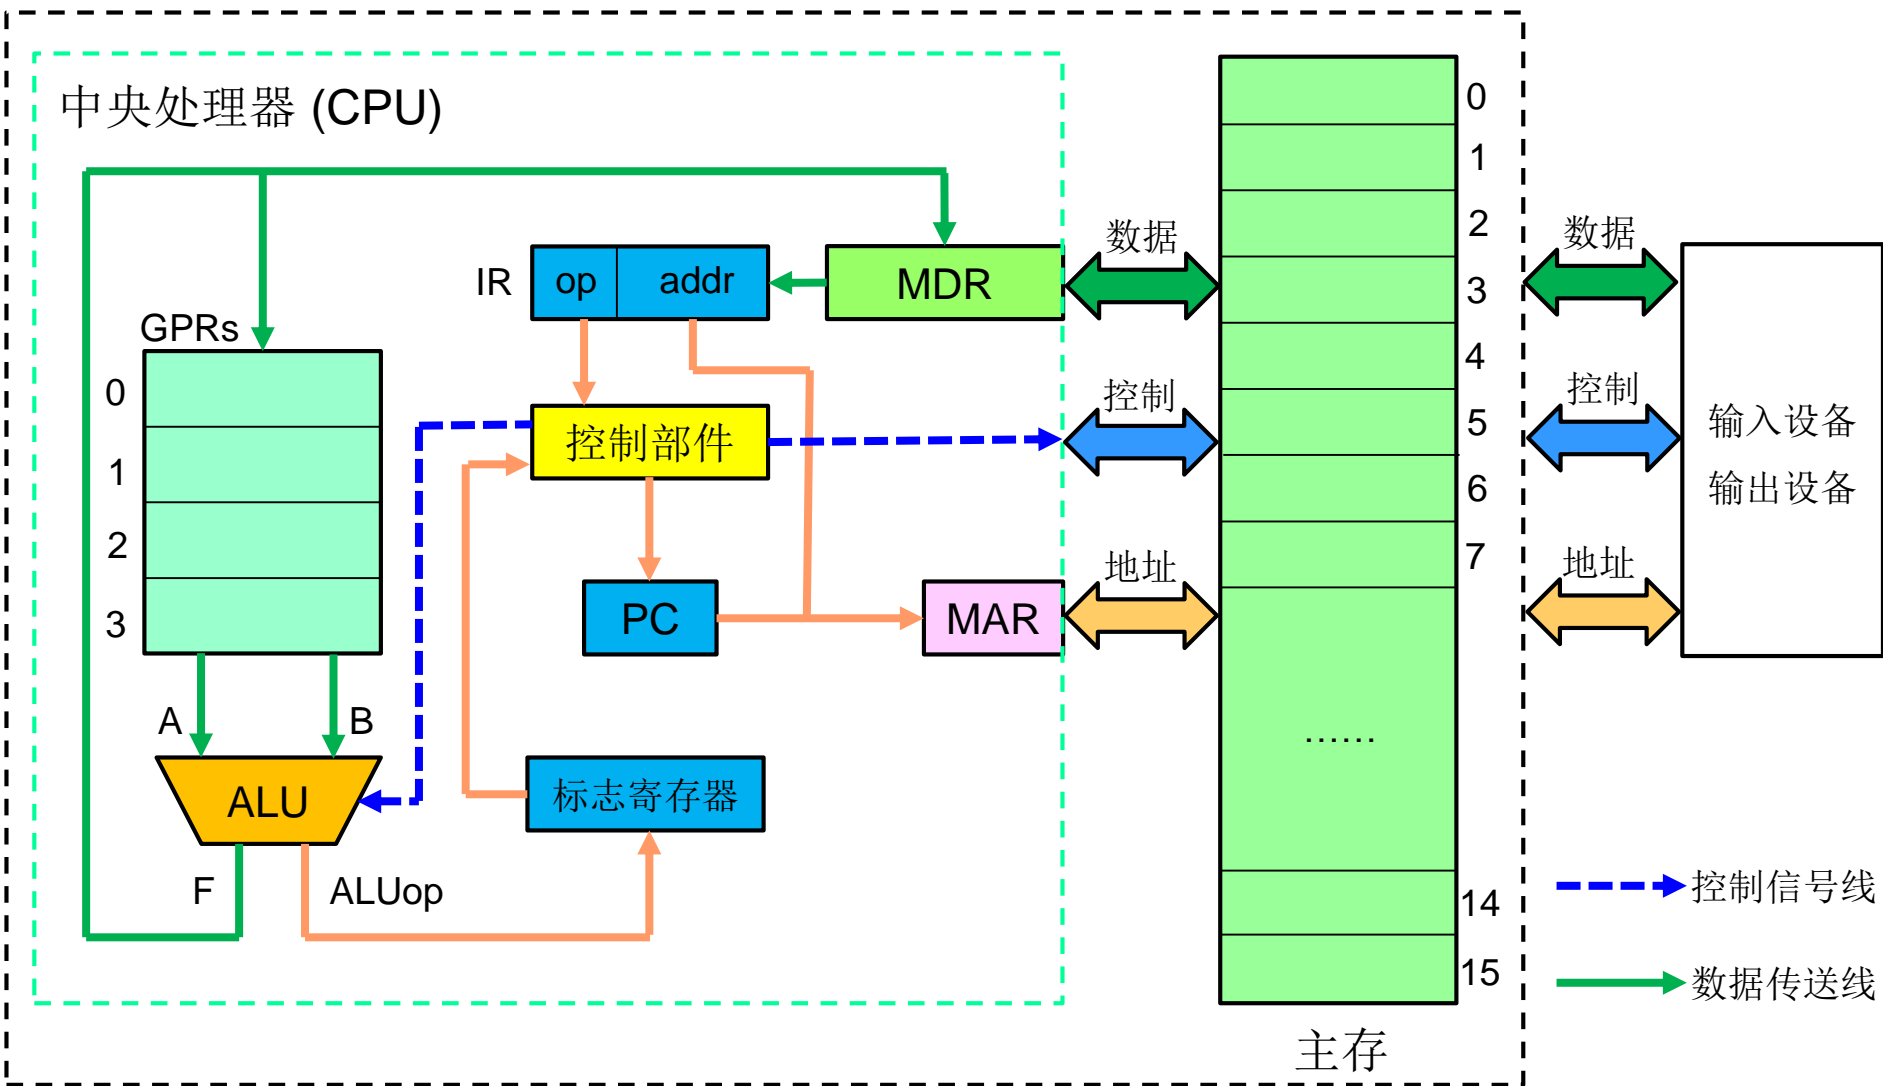 中央处理器 (CPU)
0
1
2
3
4
5
6
7
……
14
15
主存
数据
控制
地址
数据
控制
地址
输入设备
输出设备
IR
op
addr
MDR
GPRs
0
1
2
3
控制部件
PC
MAR
A
B
ALU
标志寄存器
F
ALUop
控制信号线
数据传送线